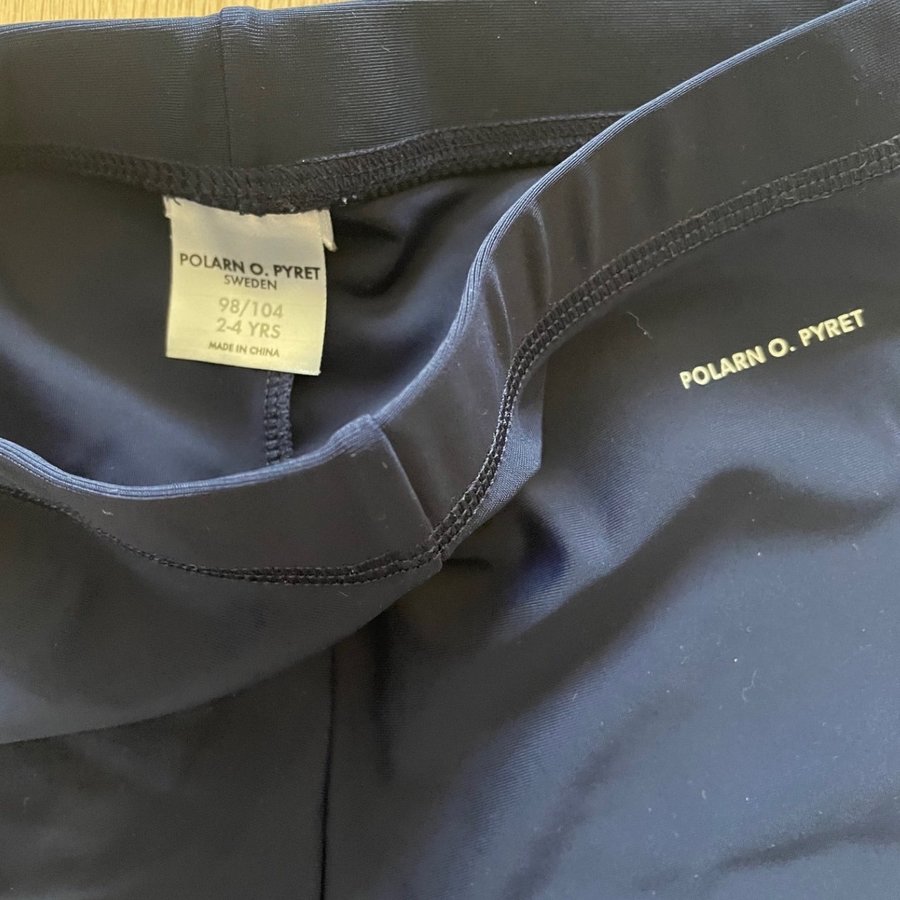 POLARN O. PYRET
SWEDEN
98/104
2-4 YRS
MADE IN CHINA
POLARN O. PYRET